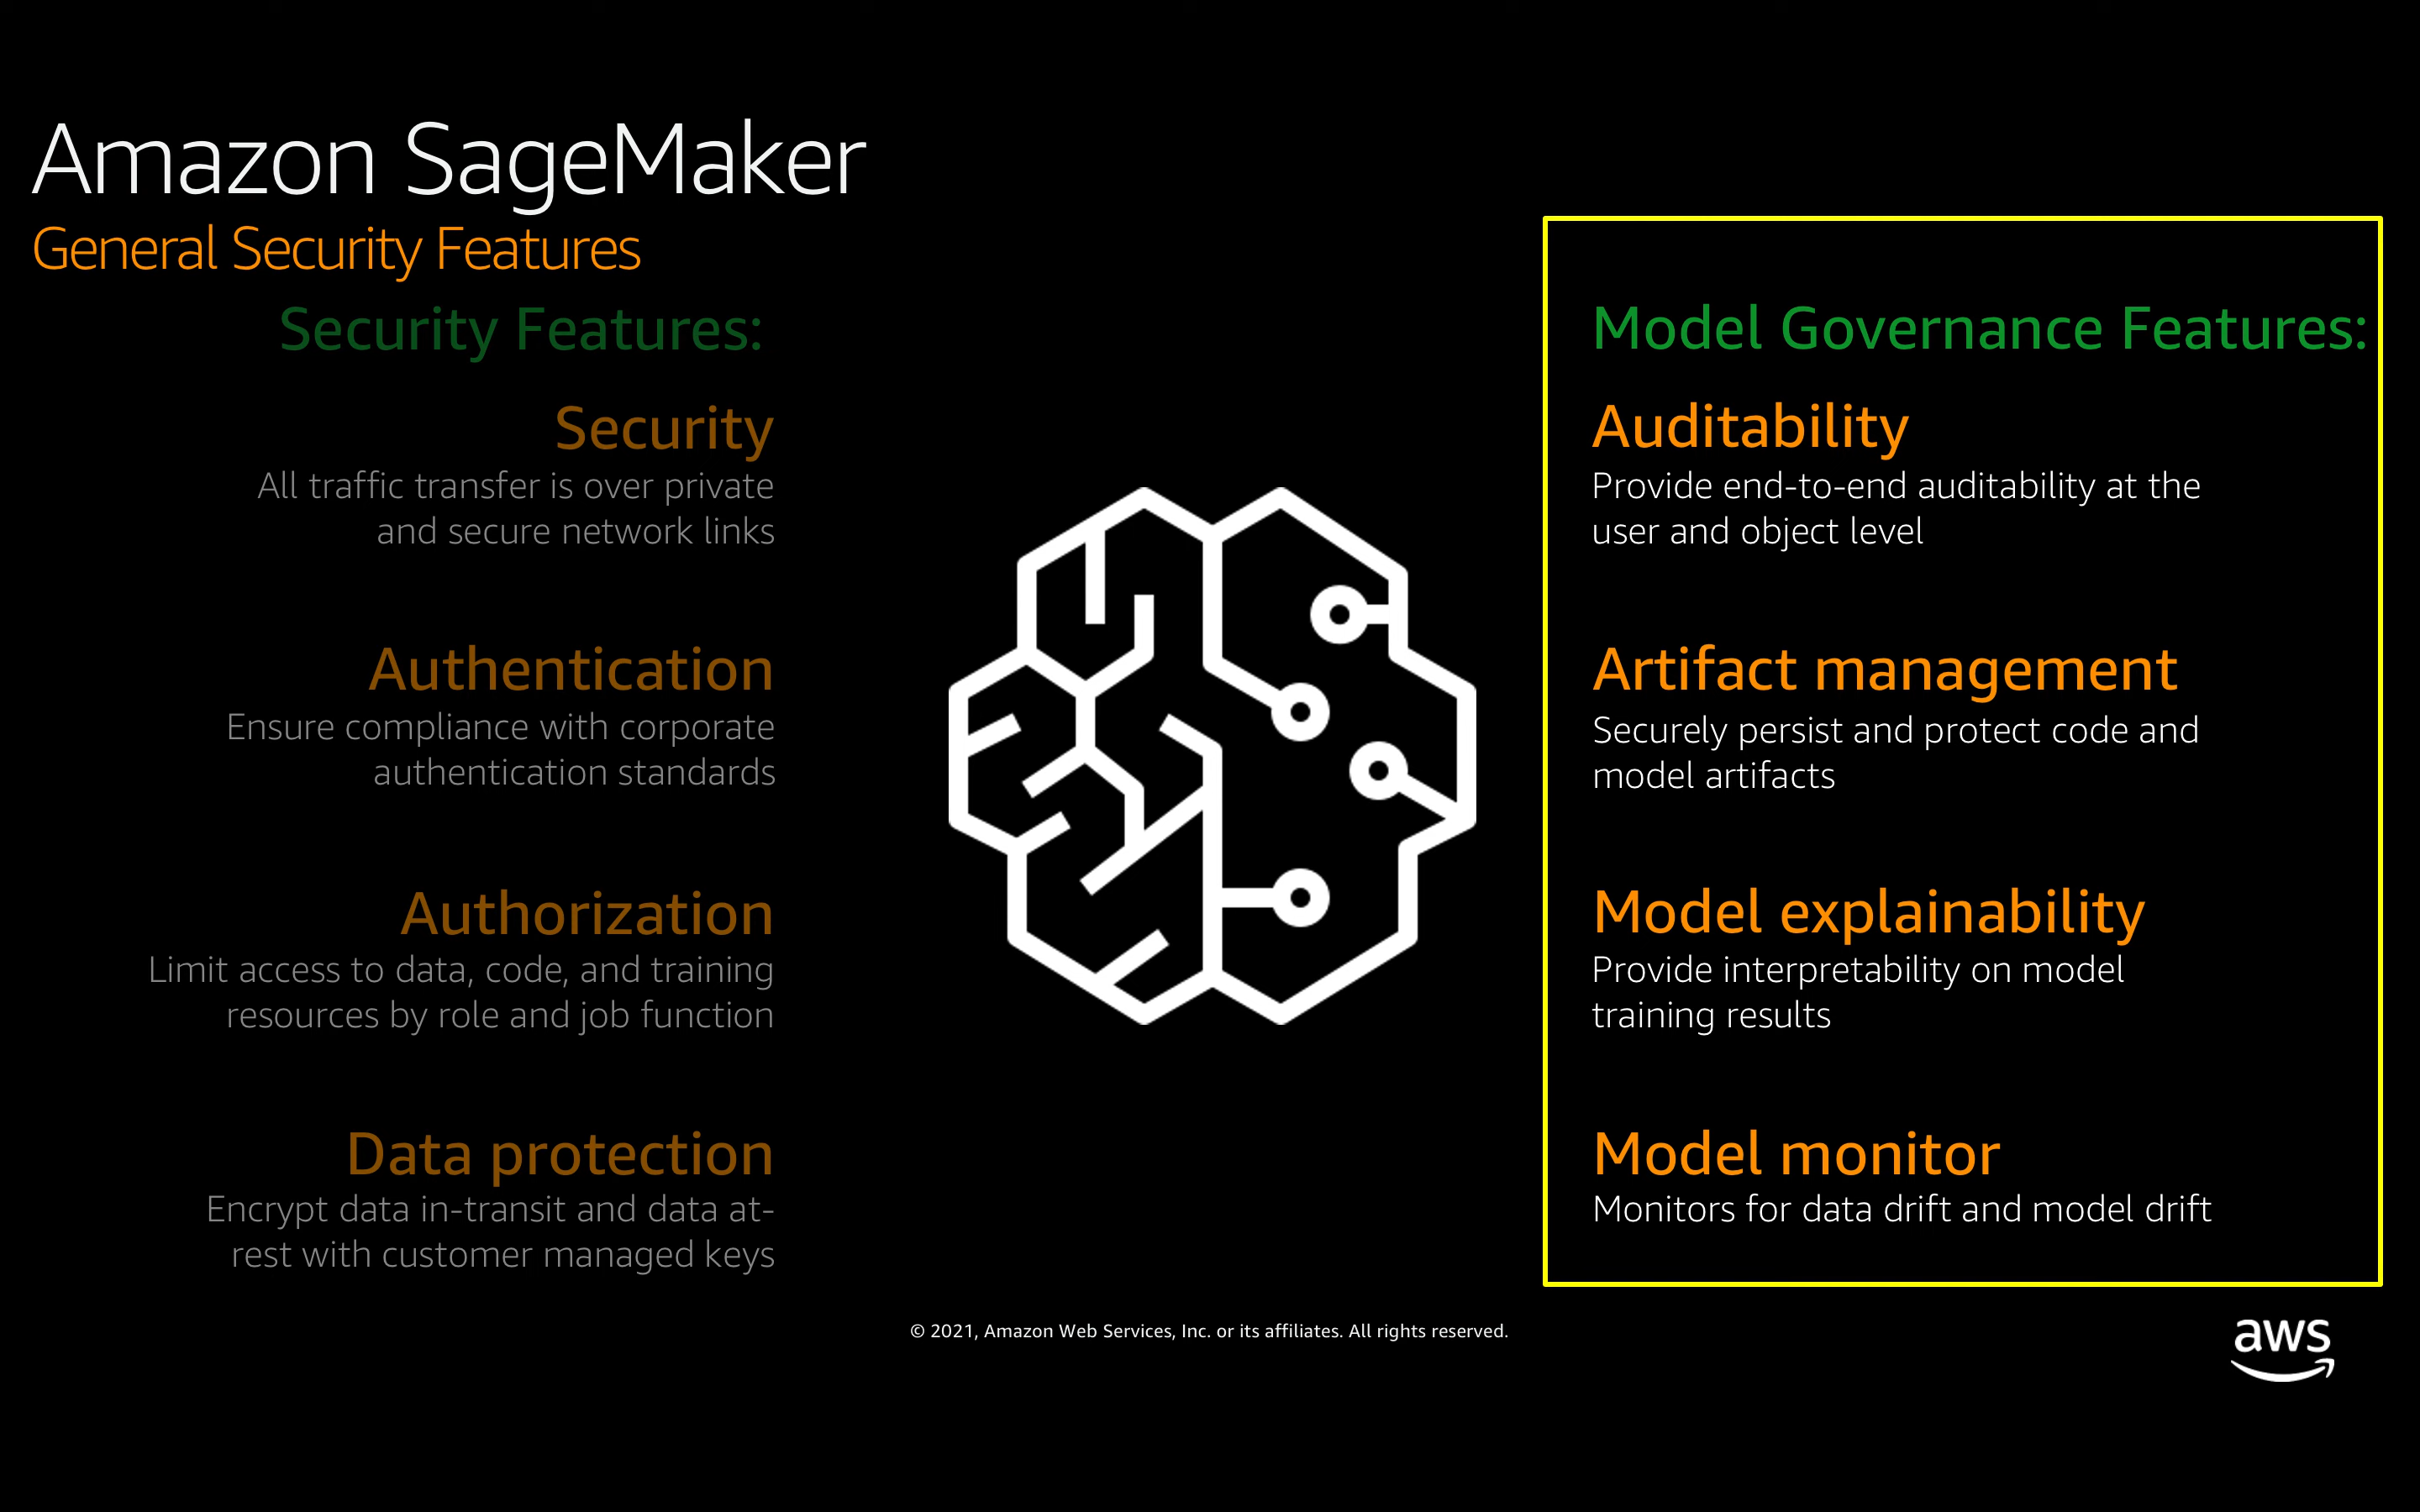 Amazon SageMaker
General Security Features
Security Features:
Security
All traffic transfer is over private
and secure network links
Authentication
Ensure compliance with corporate
authentication standards
Authorization
Limit access to data, code, and training
resources by role and job function
Data protection
Encrypt data in-transit and data at-
rest with customer managed keys
Model Governance Features:
Auditability
Provide end-to-end auditability at the
user and object level
Artifact management
Securely persist and protect code and
model artifacts
Model explainability
Provide interpretability on model
training results
Model monitor
Monitors for data drift and model drift
© 2021, Amazon Web Services, Inc. or its affiliates. All rights reserved.
aws